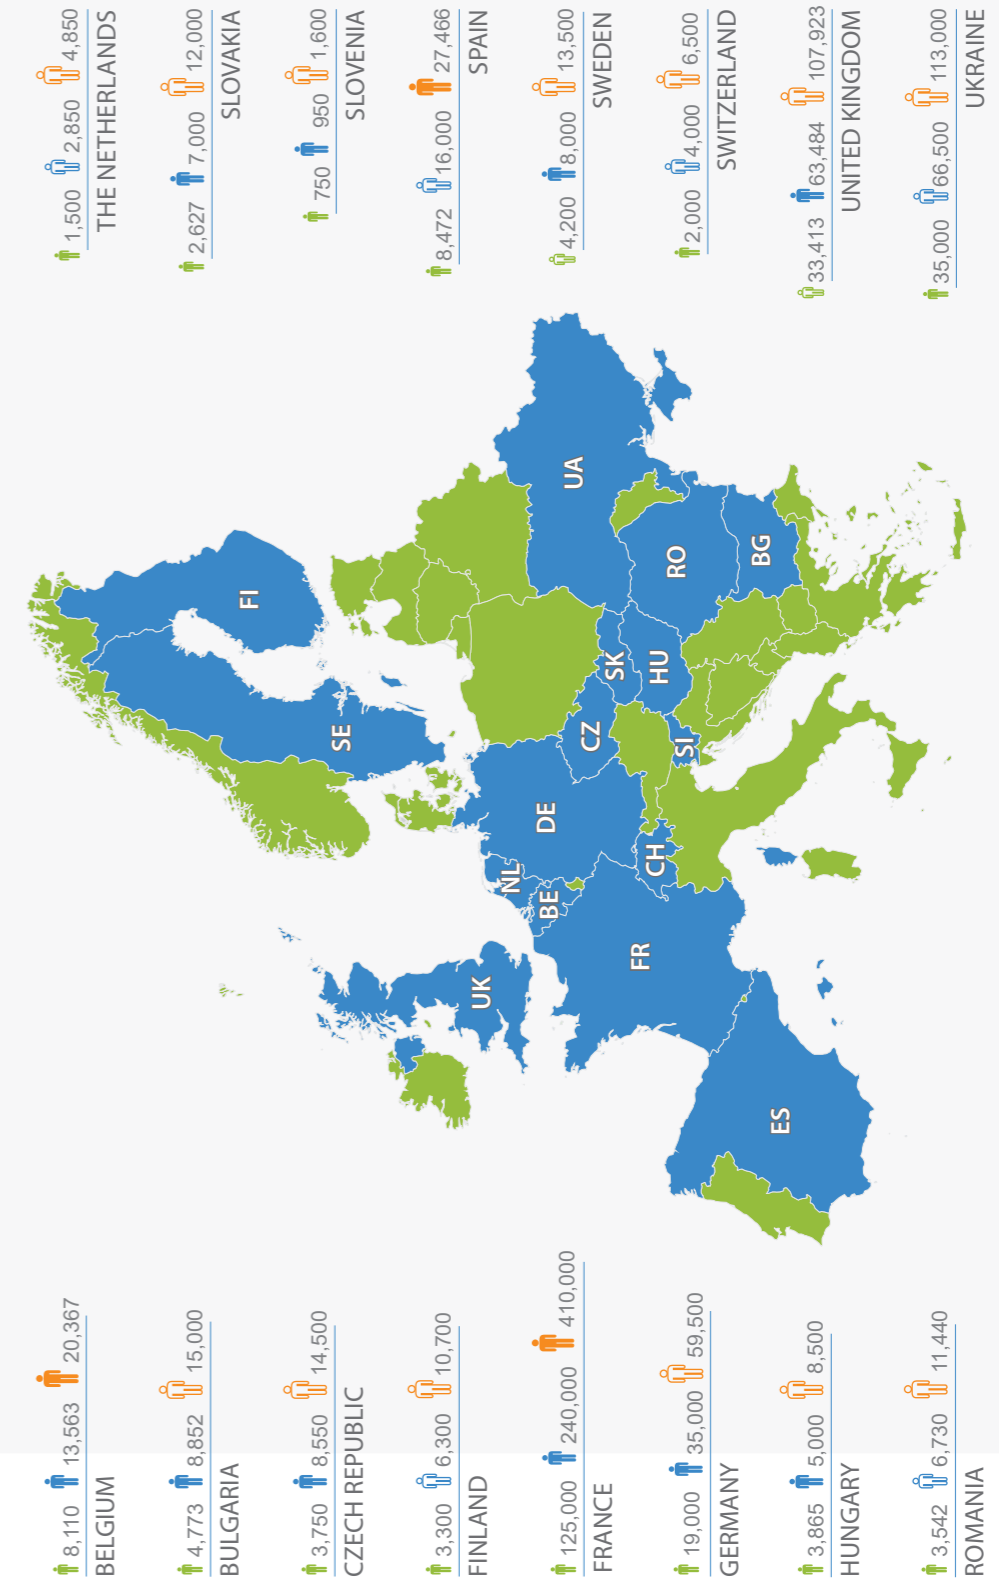 8,110 13,563 20,367
BELGIUM
4,773 8,852 15,000
BULGARIA
3,750 8,550 14,500
CZECH REPUBLIC
3,300 6,300 10,700
FINLAND
125,000 240,000 410,000
FRANCE
19,000 35,000 59,500
GERMANY
3,865 5,000 8,500
HUNGARY
3,542 6,730 11,440
ROMANIA
FI
SE
UA
RO
BG
SK
HU
CZ
SI
DE
CH
NL
BE
FR
UK
ES
1,500 2,850 4,850
THE NETHERLANDS
2,627 7,000 12,000
SLOVAKIA
750 950 1,600
SLOVENIA
8,472 16,000 27,466
SPAIN
4,200 8,000 13,500
SWEDEN
2,000 4,000 6,500
SWITZERLAND
33,413 63,484 107,923
UNITED KINGDOM
35,000 66,500 113,000
UKRAINE